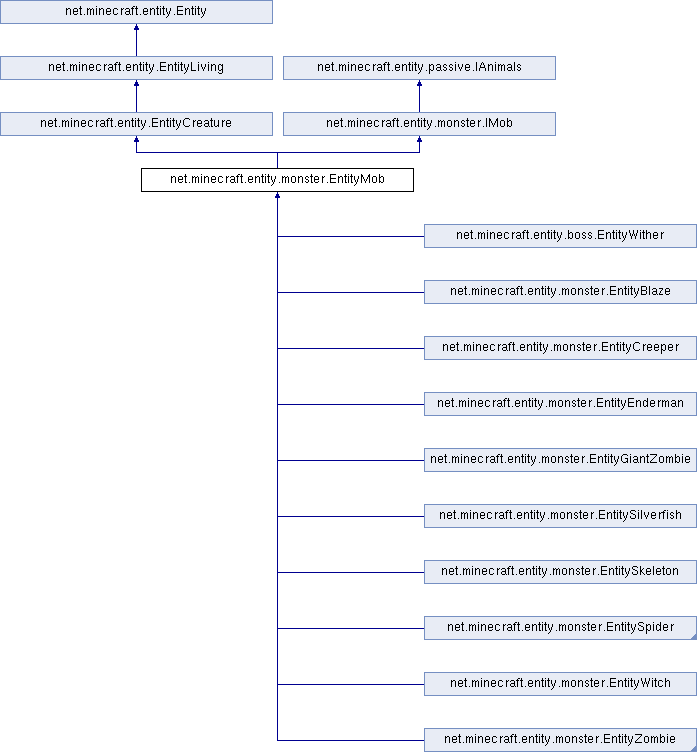 net.minecraft.entity.Entity
net.minecraft.entity.EntityLiving
net.minecraft.entity.passive.IAnimals
net.minecraft.entity.EntityCreature
net.minecraft.entity.monster.IMob
net.minecraft.entity.monster.EntityMob
net.minecraft.entity.boss.EntityWither
net.minecraft.entity.monster.EntityBlaze
net.minecraft.entity.monster.EntityCreeper
net.minecraft.entity.monster.EntityEnderman
net.minecraft.entity.monster.EntityGiantZombie
net.minecraft.entity.monster.EntitySilverfish
net.minecraft.entity.monster.EntitySkeleton
net.minecraft.entity.monster.EntitySpider
net.minecraft.entity.monster.EntityWitch
net.minecraft.entity.monster.EntityZombie